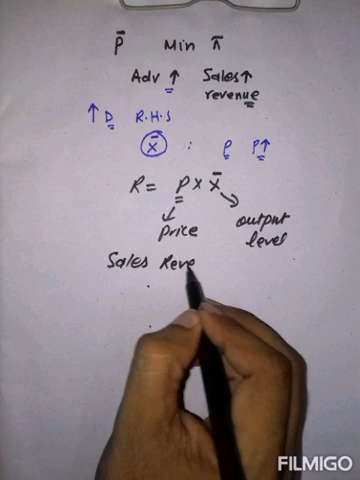 P̄ Min π̄
Adv ↑ Sales ↑
revenue
↑ D R.H.S
X̄ : P P↑
R = P × X̄
Price
output
level
Sales Reve
FILMIGO